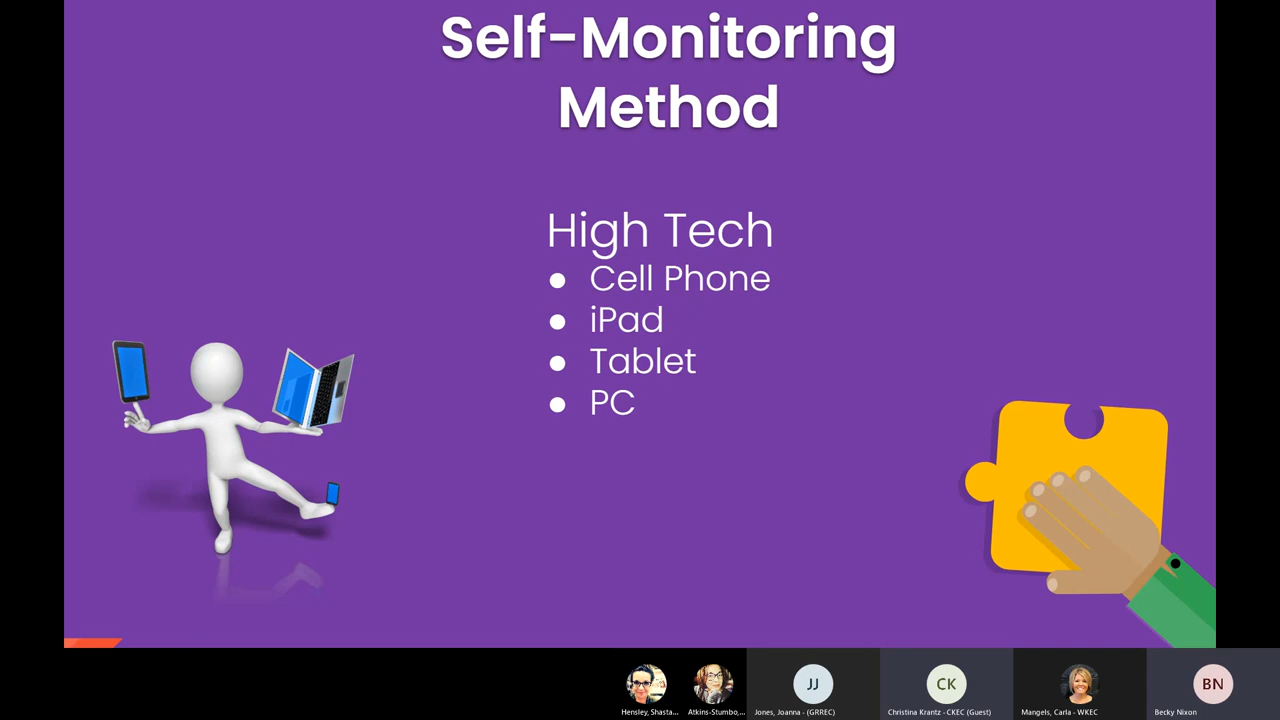 Self-Monitoring
Method
High Tech
● Cell Phone
● iPad
● Tablet
● PC
JJ
CK
BN
Hensley, Shasta...
Atkins-Stumbo,...
Jones, Joanna - (GRREC)
Christina Krantz - CKEC (Guest)
Mangels, Carla - WKEC
Becky Nixon